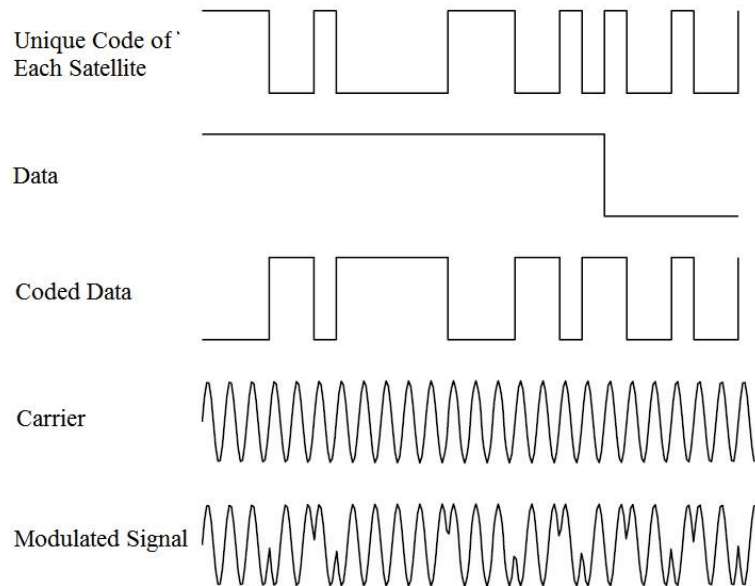 Unique Code of `
Each Satellite
Data
Coded Data
Carrier
Modulated Signal